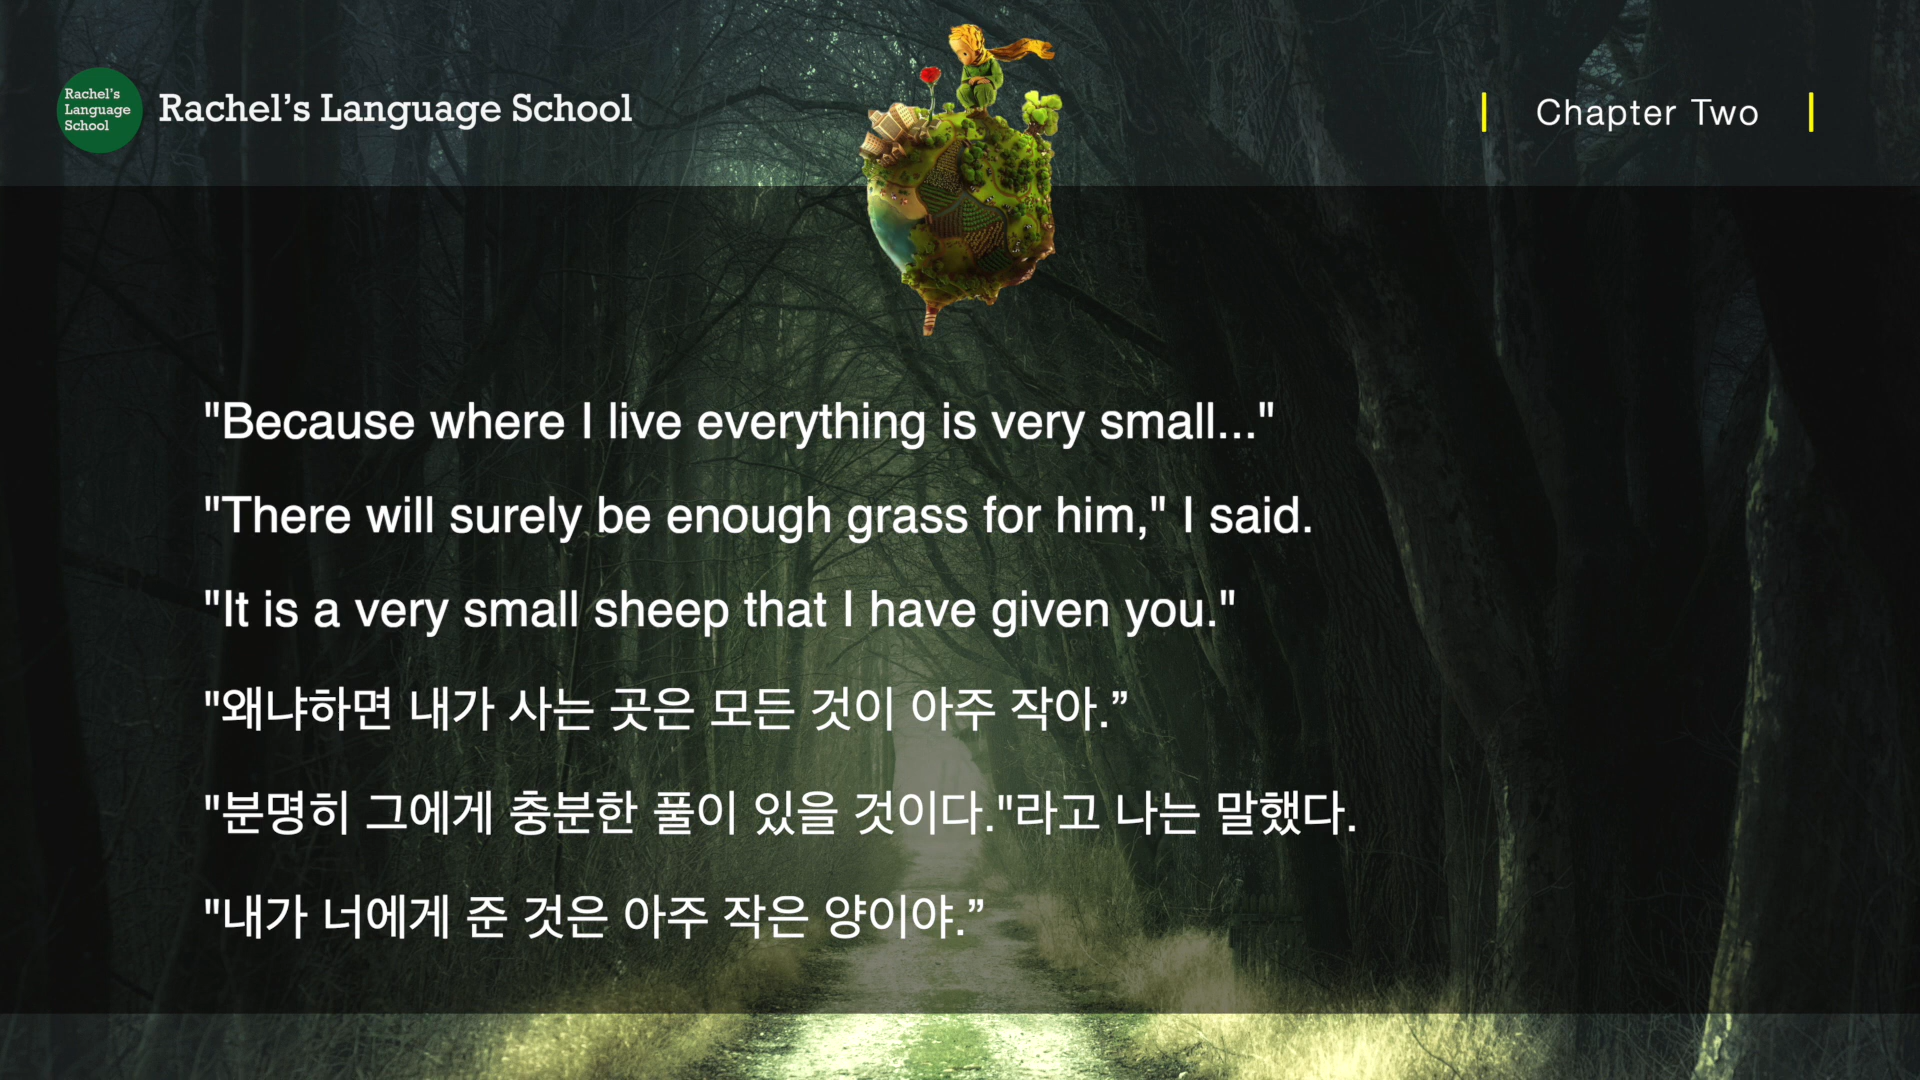 Rachel's
Language
School
Rachel’s Language School
Chapter Two
"Because where I live everything is very small..."
"There will surely be enough grass for him," I said.
"It is a very small sheep that I have given you."
"왜냐하면 내가 사는 곳은 모든 것이 아주 작아.”
"분명히 그에게 충분한 풀이 있을 것이다."라고 나는 말했다.
"내가 너에게 준 것은 아주 작은 양이야.”